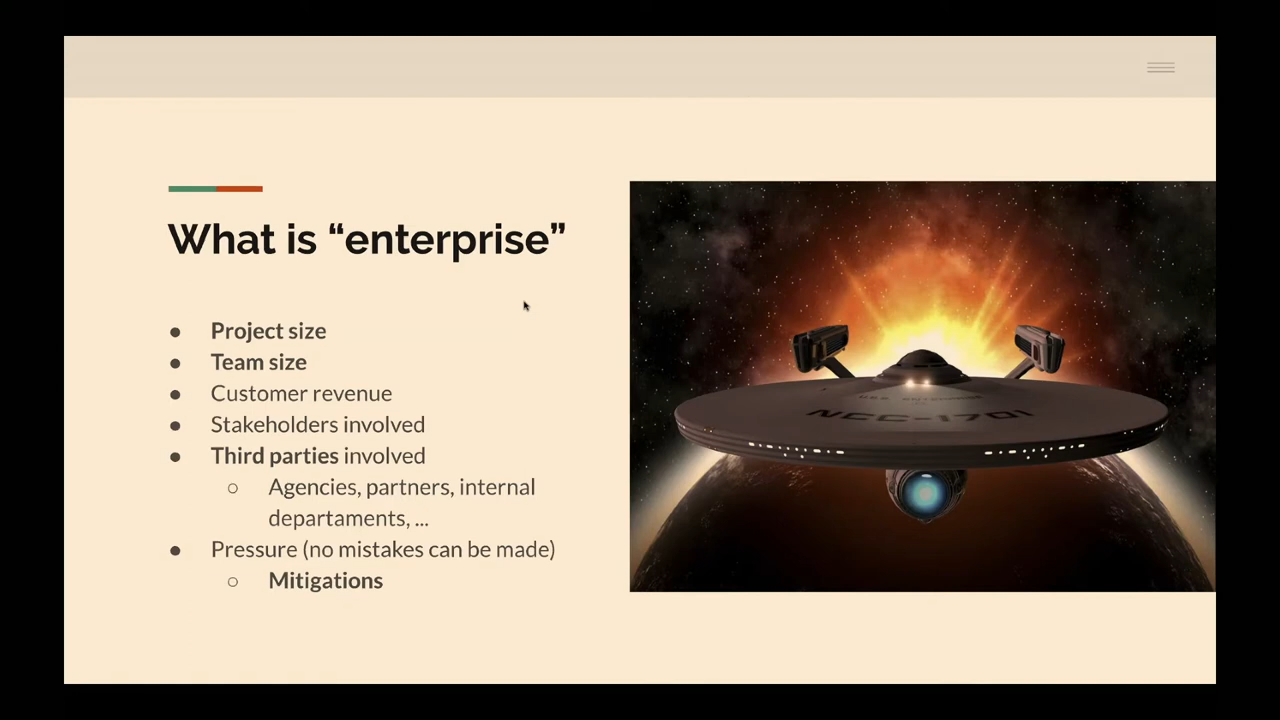 What is “enterprise”
● Project size
● Team size
● Customer revenue
● Stakeholders involved
● Third parties involved
○ Agencies, partners, internal
departaments, ...
● Pressure (no mistakes can be made)
○ Mitigations
U.S.S. ENTERPRISE
NCC-1701